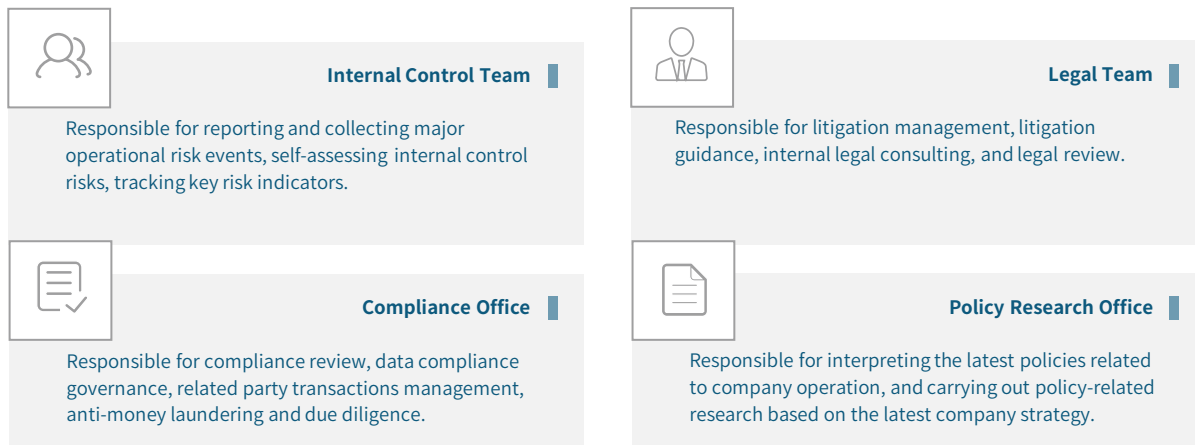 Internal Control Team
Responsible for reporting and collecting major
operational risk events, self-assessing internal control
risks, tracking key risk indicators.
Legal Team
Responsible for litigation management, litigation
guidance, internal legal consulting, and legal review.
Compliance Office
Responsible for compliance review, data compliance
governance, related party transactions management,
anti-money laundering and due diligence.
Policy Research Office
Responsible for interpreting the latest policies related
to company operation, and carrying out policy-related
research based on the latest company strategy.